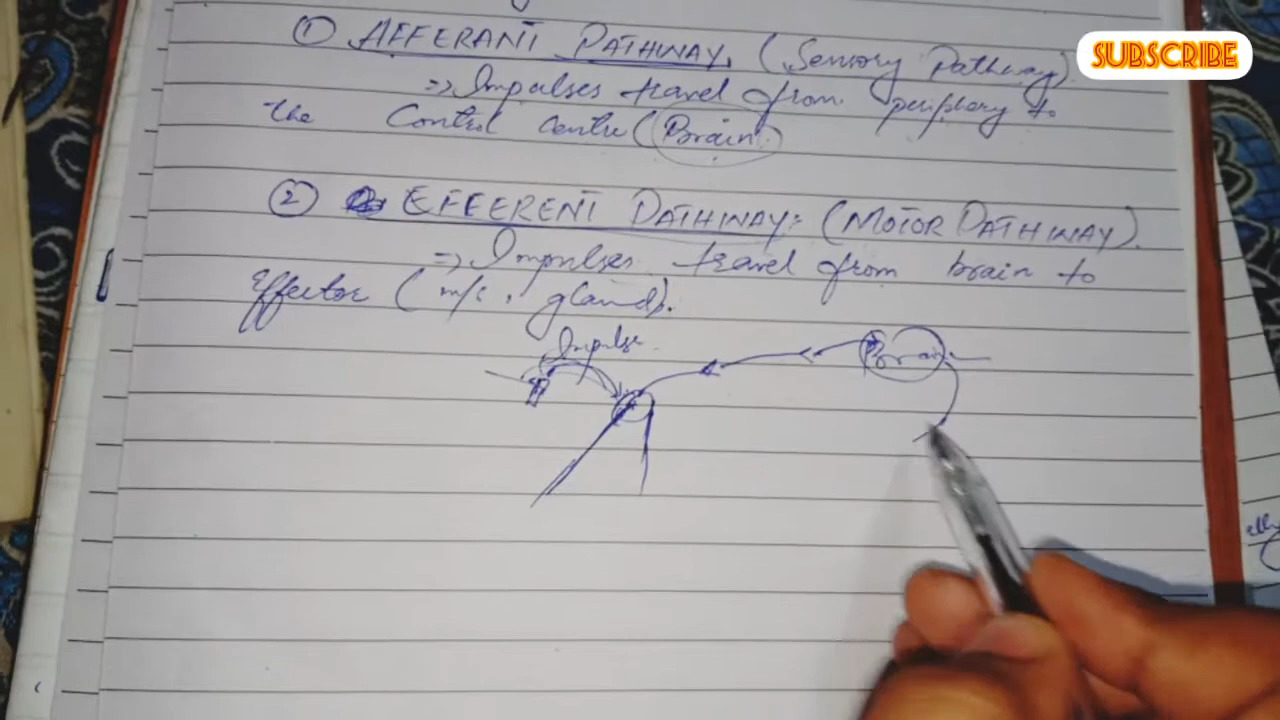 SUBSCRIBE
① AFFERANT PATHWAY, (Sensory Pathway).
=> Impulses travel from periphery to
the Control centre (Brain)
② EFFERENT PATHWAY: (MOTOR PATHWAY).
=> Impulses travel from brain to
Effector (m/c, gland).
Impulse
Brain